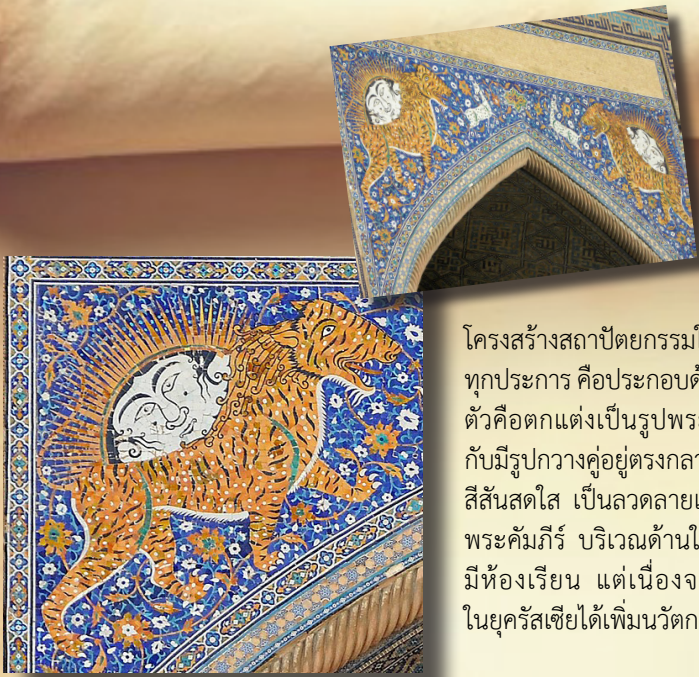 โครงสร้างสถาปัตยกรรมใ
ทุกประการ คือประกอบด้
ตัวคือตกแต่งเป็นรูปพระ
กับมีรูปกวางคู่อยู่ตรงกลา
สีสันสดใส เป็นลวดลายเ
พระคัมภีร์ บริเวณด้านใ
มีห้องเรียน แต่เนื่องจ
ในยุครัสเซียได้เพิ่มนวัตก